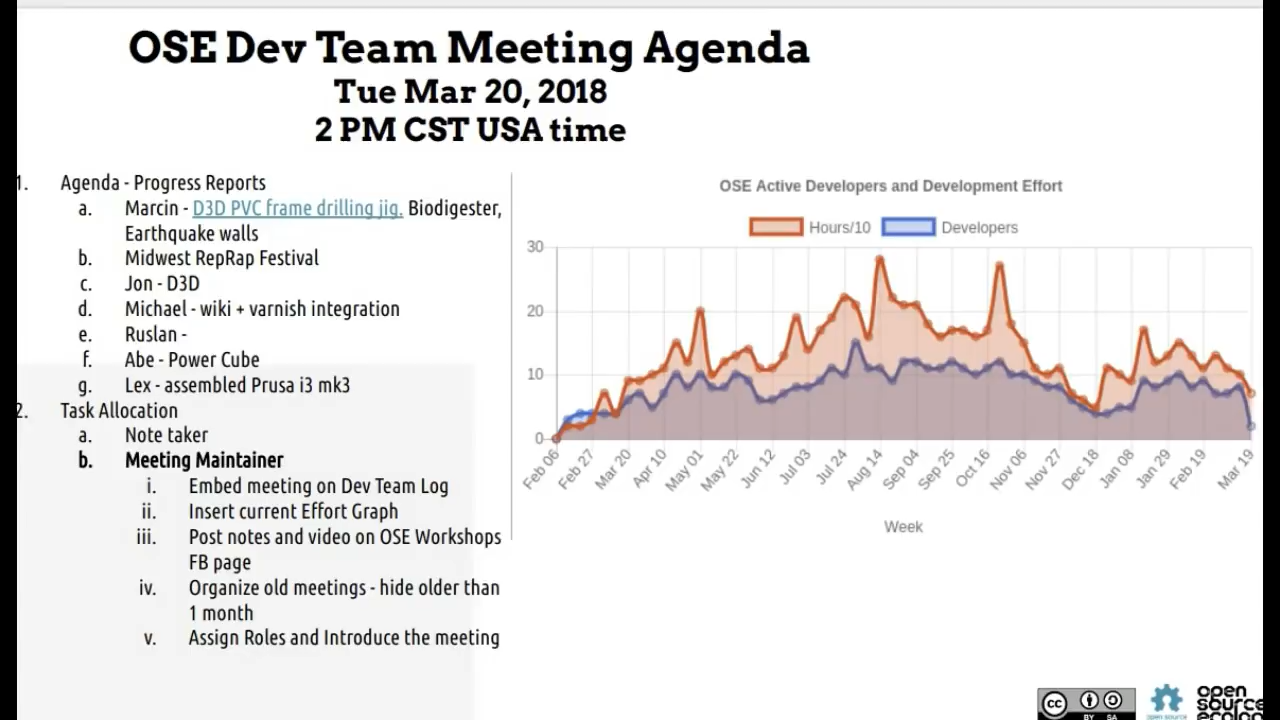 OSE Dev Team Meeting Agenda
Tue Mar 20, 2018
2 PM CST USA time
1. Agenda - Progress Reports
a. Marcin - D3D PVC frame drilling jig. Biodigester,
Earthquake walls
b. Midwest RepRap Festival
c. Jon - D3D
d. Michael - wiki + varnish integration
e. Ruslan -
f. Abe - Power Cube
g. Lex - assembled Prusa i3 mk3
2. Task Allocation
a. Note taker
b. Meeting Maintainer
i. Embed meeting on Dev Team Log
ii. Insert current Effort Graph
iii. Post notes and video on OSE Workshops
FB page
iv. Organize old meetings - hide older than
1 month
v. Assign Roles and Introduce the meeting
OSE Active Developers and Development Effort
Hours/10 Developers
30
20
10
0
Feb 06 Feb 27 Mar 20 Apr 10 May 01 May 22 Jun 12 Jul 03 Jul 24 Aug 14 Sep 04 Sep 25 Oct 16 Nov 06 Nov 27 Dec 18 Jan 08 Jan 29 Feb 19 Mar 19
Week
cc BY SA
open source
open
source
ecology